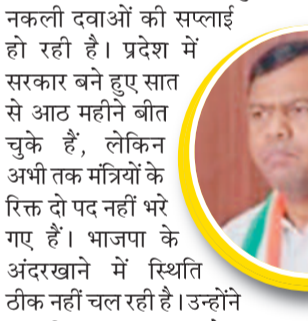 नकली दवाओं की सप्लाई
हो रही है। प्रदेश में
सरकार बने हुए सात
से आठ महीने बीत
चुके हैं, लेकिन
अभी तक मंत्रियों के
रिक्त दो पद नहीं भरे
गए हैं। भाजपा के
अंदरखाने में स्थिति
ठीक नहीं चल रही है। उन्होंने